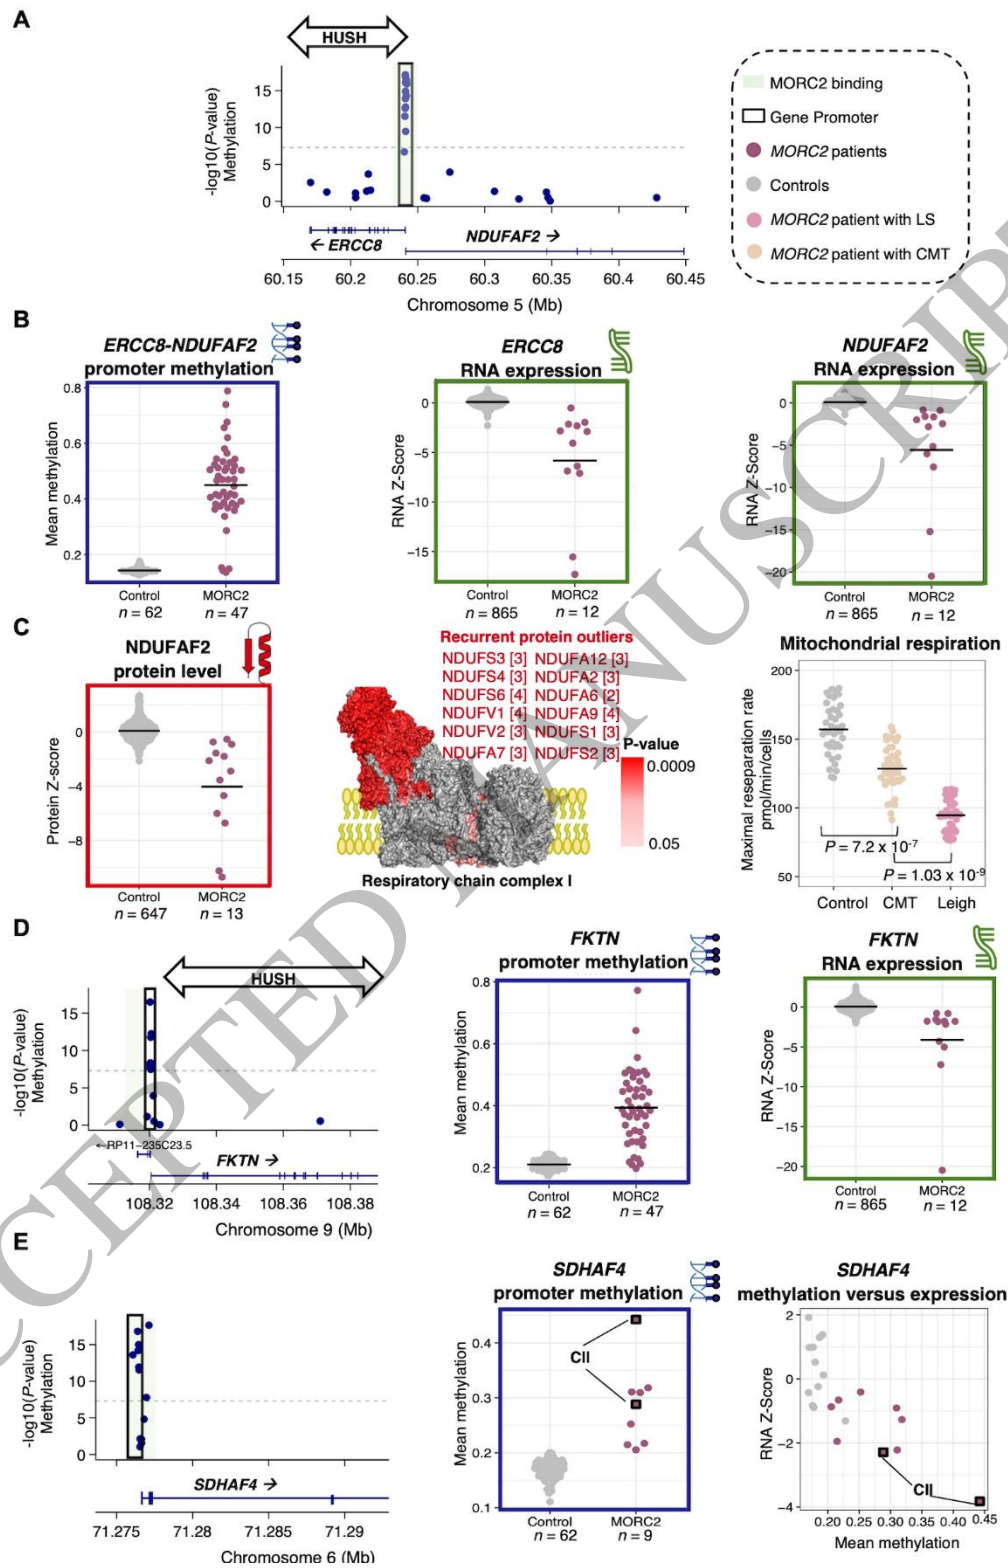 A
HUSH
-log10(P-value)
Methylation
15
10
5
0
← ERCC8
NDUFAF2 →
60.15 60.2 60.25 60.3 60.35 60.4 60.45
Chromosome 5 (Mb)
MORC2 binding
Gene Promoter
MORC2 patients
Controls
MORC2 patient with LS
MORC2 patient with CMT
ACCEPTED MANUSCRIPT
B
ERCC8-NDUFAF2
promoter methylation
Mean methylation
0.8
0.6
0.4
0.2
Control MORC2
n = 62 n = 47
ERCC8
RNA expression
RNA Z-Score
0
−5
−10
−15
Control MORC2
n = 865 n = 12
NDUFAF2
RNA expression
RNA Z-Score
0
−5
−10
−15
−20
Control MORC2
n = 865 n = 12
C
NDUFAF2
protein level
Protein Z-score
0
−4
−8
Control MORC2
n = 647 n = 13
Recurrent protein outliers
NDUFS3 [3] NDUFA12 [3]
NDUFS4 [3] NDUFA2 [3]
NDUFS6 [4] NDUFA6 [2]
NDUFV1 [4] NDUFA9 [4]
NDUFV2 [3] NDUFS1 [3]
NDUFA7 [3] NDUFS2 [3]
P-value
0.0009
0.05
Respiratory chain complex I
Mitochondrial respiration
Maximal reseparation rate
pmol/min/cells
200
150
100
50
P = 7.2 x 10-7
P = 1.03 x 10-9
Control CMT Leigh
D
HUSH
-log10(P-value)
Methylation
15
10
5
0
←RP11−235C23.5
FKTN →
108.32 108.34 108.36 108.38
Chromosome 9 (Mb)
FKTN
promoter methylation
Mean methylation
0.8
0.6
0.4
0.2
Control MORC2
n = 62 n = 47
FKTN
RNA expression
RNA Z-Score
0
−5
−10
−15
−20
Control MORC2
n = 865 n = 12
E
-log10(P-value)
Methylation
15
10
5
0
SDHAF4 →
71.275 71.28 71.285 71.29
Chromosome 6 (Mb)
SDHAF4
promoter methylation
Mean methylation
0.4
0.3
0.2
0.1
CII
Control MORC2
n = 62 n = 9
SDHAF4
methylation versus expression
RNA Z-Score
2
0
−2
−4
CII
0.20 0.25 0.30 0.35 0.40 0.45
Mean methylation